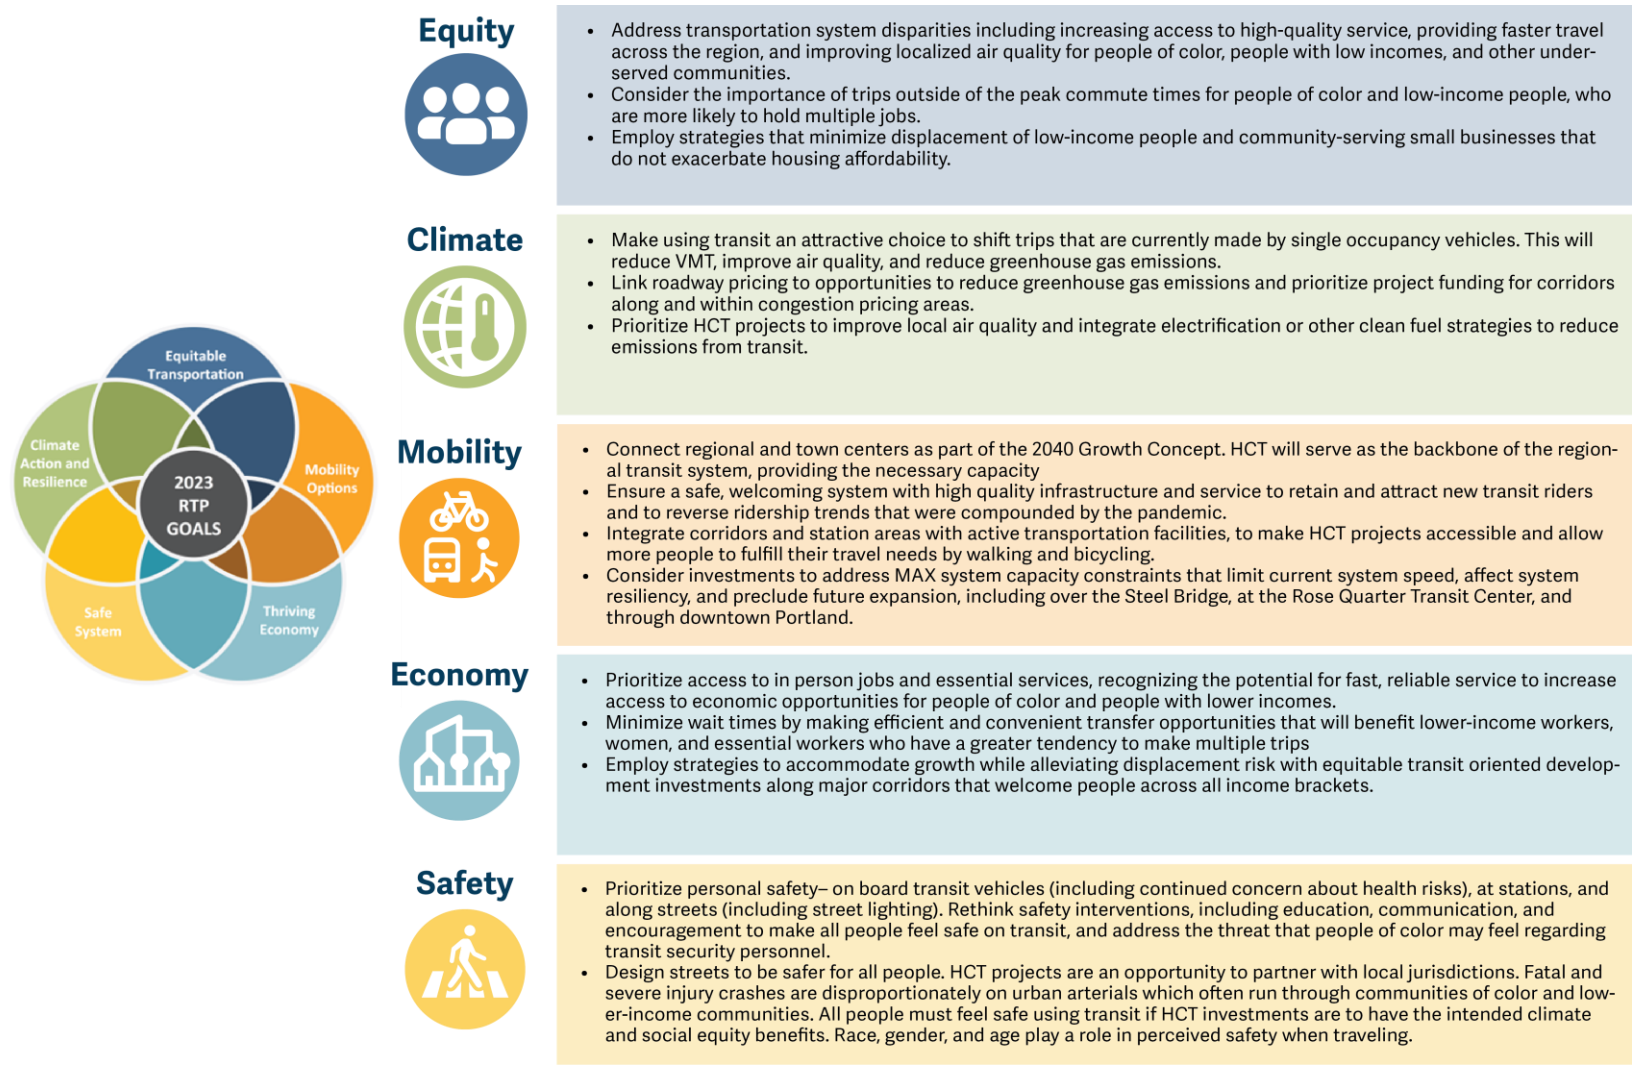 Equitable
Transportation
Climate
Action and
Resilience
Mobility
Options
2023
RTP
GOALS
Safe
System
Thriving
Economy
Equity
• Address transportation system disparities including increasing access to high-quality service, providing faster travel
across the region, and improving localized air quality for people of color, people with low incomes, and other under-
served communities.
• Consider the importance of trips outside of the peak commute times for people of color and low-income people, who
are more likely to hold multiple jobs.
• Employ strategies that minimize displacement of low-income people and community-serving small businesses that
do not exacerbate housing affordability.
Climate
• Make using transit an attractive choice to shift trips that are currently made by single occupancy vehicles. This will
reduce VMT, improve air quality, and reduce greenhouse gas emissions.
• Link roadway pricing to opportunities to reduce greenhouse gas emissions and prioritize project funding for corridors
along and within congestion pricing areas.
• Prioritize HCT projects to improve local air quality and integrate electrification or other clean fuel strategies to reduce
emissions from transit.
Mobility
• Connect regional and town centers as part of the 2040 Growth Concept. HCT will serve as the backbone of the region-
al transit system, providing the necessary capacity
• Ensure a safe, welcoming system with high quality infrastructure and service to retain and attract new transit riders
and to reverse ridership trends that were compounded by the pandemic.
• Integrate corridors and station areas with active transportation facilities, to make HCT projects accessible and allow
more people to fulfill their travel needs by walking and bicycling.
• Consider investments to address MAX system capacity constraints that limit current system speed, affect system
resiliency, and preclude future expansion, including over the Steel Bridge, at the Rose Quarter Transit Center, and
through downtown Portland.
Economy
• Prioritize access to in person jobs and essential services, recognizing the potential for fast, reliable service to increase
access to economic opportunities for people of color and people with lower incomes.
• Minimize wait times by making efficient and convenient transfer opportunities that will benefit lower-income workers,
women, and essential workers who have a greater tendency to make multiple trips
• Employ strategies to accommodate growth while alleviating displacement risk with equitable transit oriented develop-
ment investments along major corridors that welcome people across all income brackets.
Safety
• Prioritize personal safety– on board transit vehicles (including continued concern about health risks), at stations, and
along streets (including street lighting). Rethink safety interventions, including education, communication, and
encouragement to make all people feel safe on transit, and address the threat that people of color may feel regarding
transit security personnel.
• Design streets to be safer for all people. HCT projects are an opportunity to partner with local jurisdictions. Fatal and
severe injury crashes are disproportionately on urban arterials which often run through communities of color and low-
er-income communities. All people must feel safe using transit if HCT investments are to have the intended climate
and social equity benefits. Race, gender, and age play a role in perceived safety when traveling.